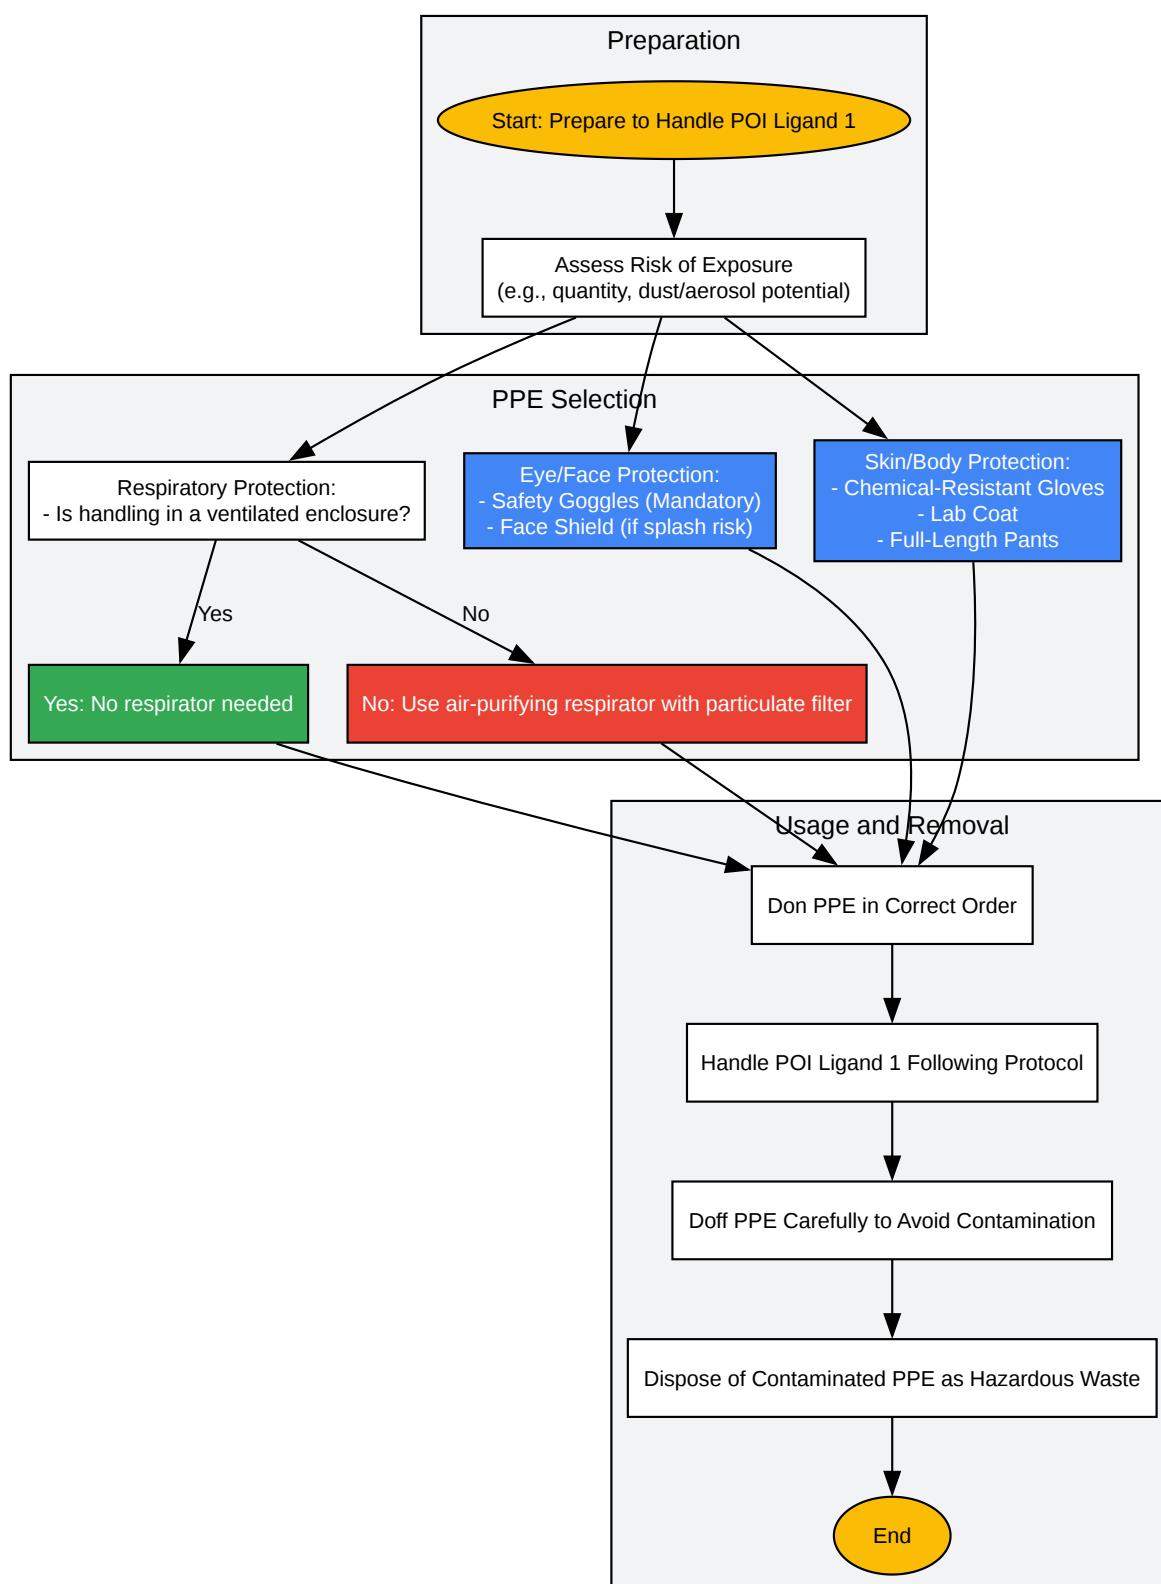 Preparation
Start: Prepare to Handle POI Ligand 1
Assess Risk of Exposure
(e.g., quantity, dust/aerosol potential)
PPE Selection
Respiratory Protection:
- Is handling in a ventilated enclosure?
Eye/Face Protection:
- Safety Goggles (Mandatory)
- Face Shield (if splash risk)
Skin/Body Protection:
- Chemical-Resistant Gloves
- Lab Coat
- Full-Length Pants
Yes
No
Yes: No respirator needed
No: Use air-purifying respirator with particulate filter
Usage and Removal
Don PPE in Correct Order
Handle POI Ligand 1 Following Protocol
Doff PPE Carefully to Avoid Contamination
Dispose of Contaminated PPE as Hazardous Waste
End